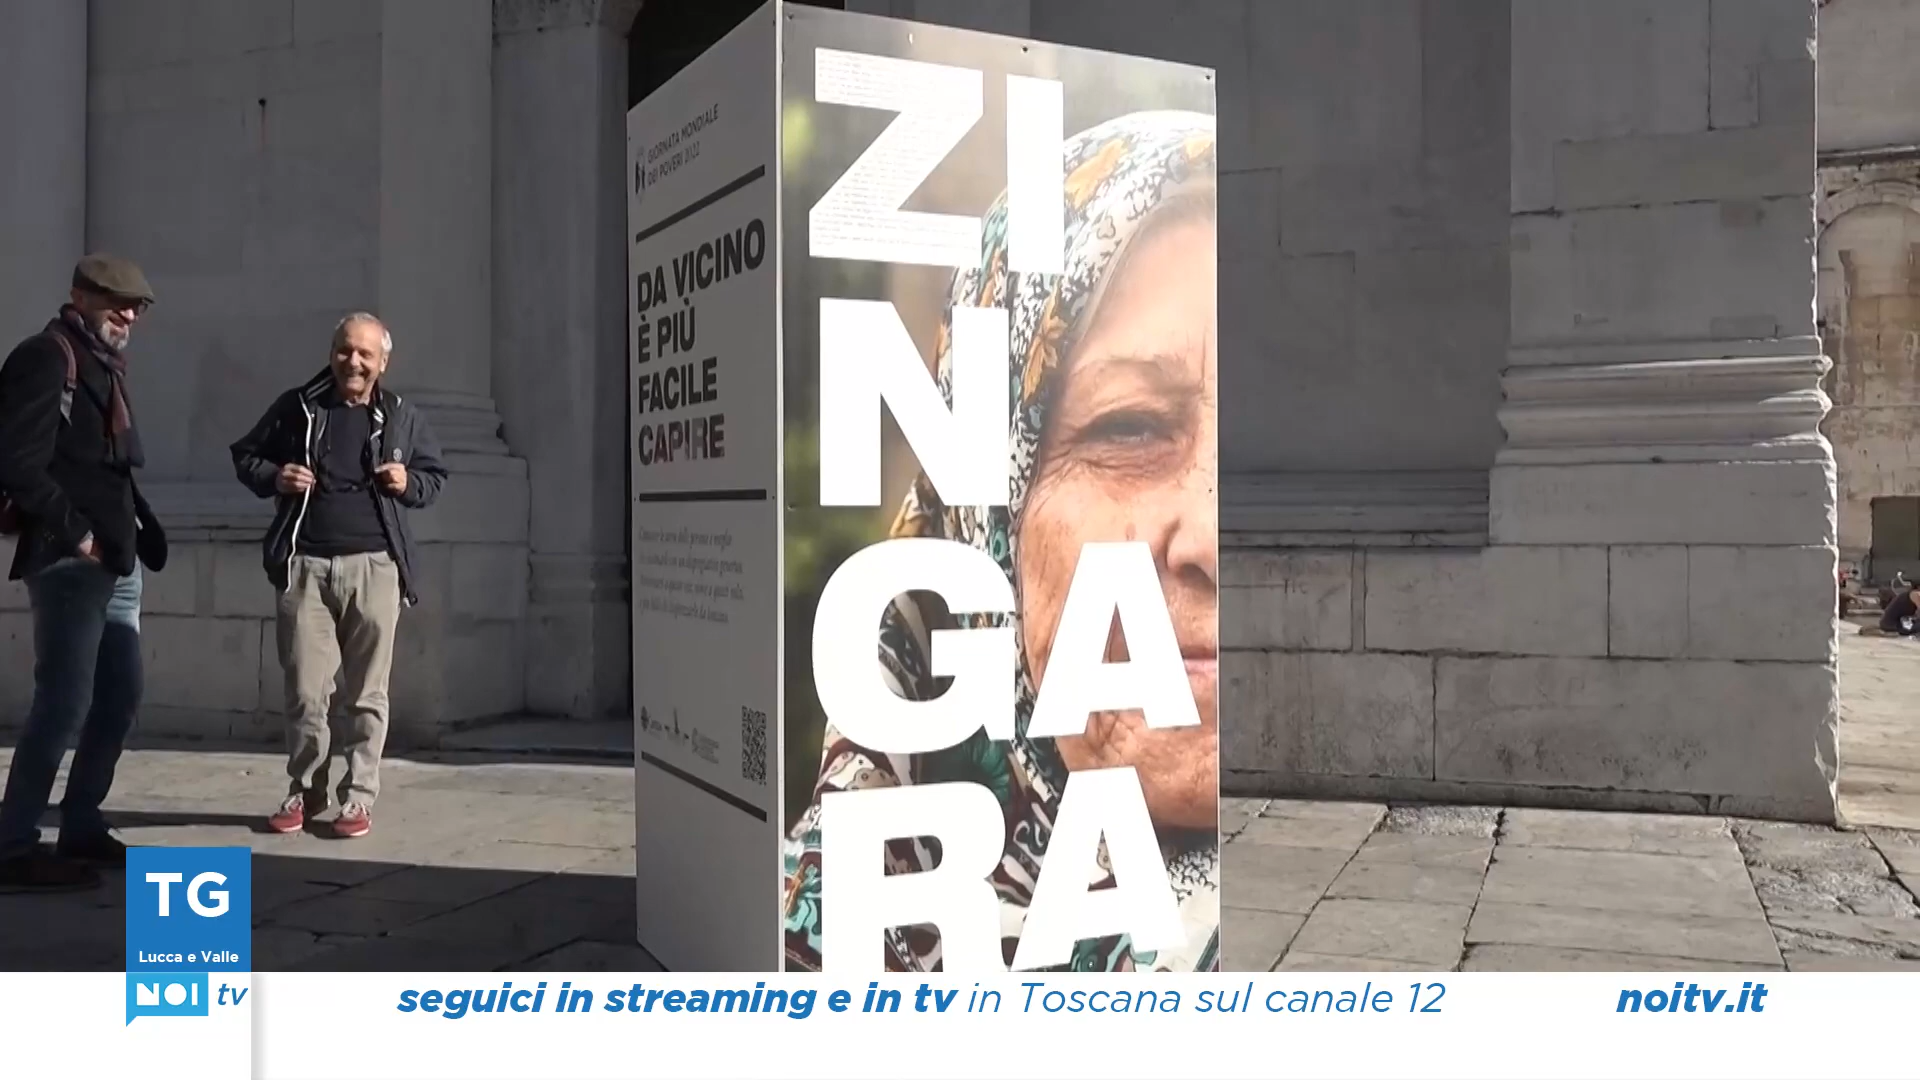 GIORNATA MONDIALE
DEI POVERI 2022
DA VICINO
È PIÙ
FACILE
CAPIRE
ZI
N
GA
RA
TG
Lucca e Valle
NOI tv
seguici in streaming e in tv in Toscana sul canale 12
noitv.it